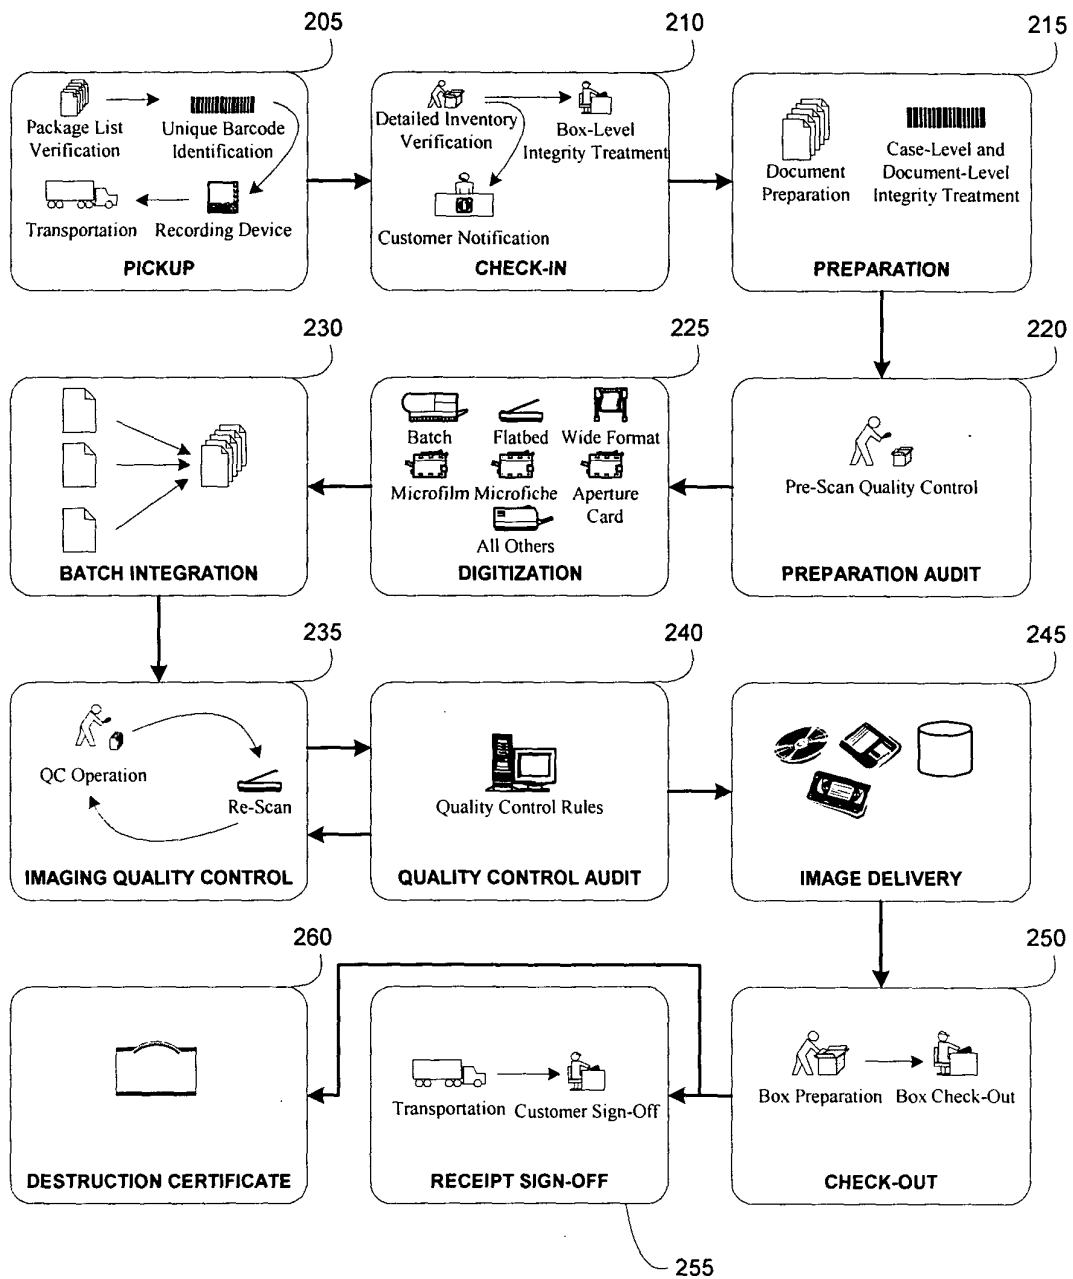 205
Package List
Verification
Unique Barcode
Identification
Transportation
Recording Device
PICKUP
210
Detailed Inventory
Verification
Box-Level
Integrity Treatment
Customer Notification
CHECK-IN
215
Document
Preparation
Case-Level and
Document-Level
Integrity Treatment
PREPARATION
220
Pre-Scan Quality Control
PREPARATION AUDIT
225
Batch
Flatbed
Wide Format
Microfilm
Microfiche
Aperture
Card
All Others
DIGITIZATION
230
BATCH INTEGRATION
235
QC Operation
Re-Scan
IMAGING QUALITY CONTROL
240
Quality Control Rules
QUALITY CONTROL AUDIT
245
IMAGE DELIVERY
250
Box Preparation
Box Check-Out
CHECK-OUT
Transportation
Customer Sign-Off
RECEIPT SIGN-OFF
255
260
DESTRUCTION CERTIFICATE